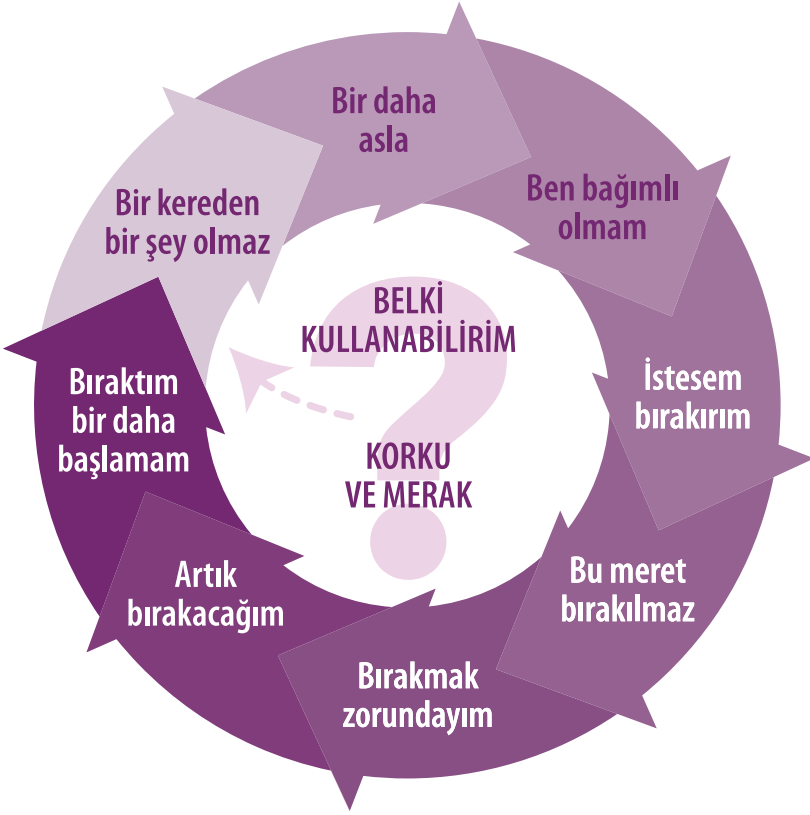 BELKİ
KULLANABİLİRİM
KORKU
VE MERAK
Bir kereden
bir şey olmaz
Bir daha
asla
Ben bağımlı
olmam
İstesem
bırakırım
Bu meret
bırakılmaz
Bırakmak
zorundayım
Artık
bırakacağım
Bıraktım
bir daha
başlamam
?